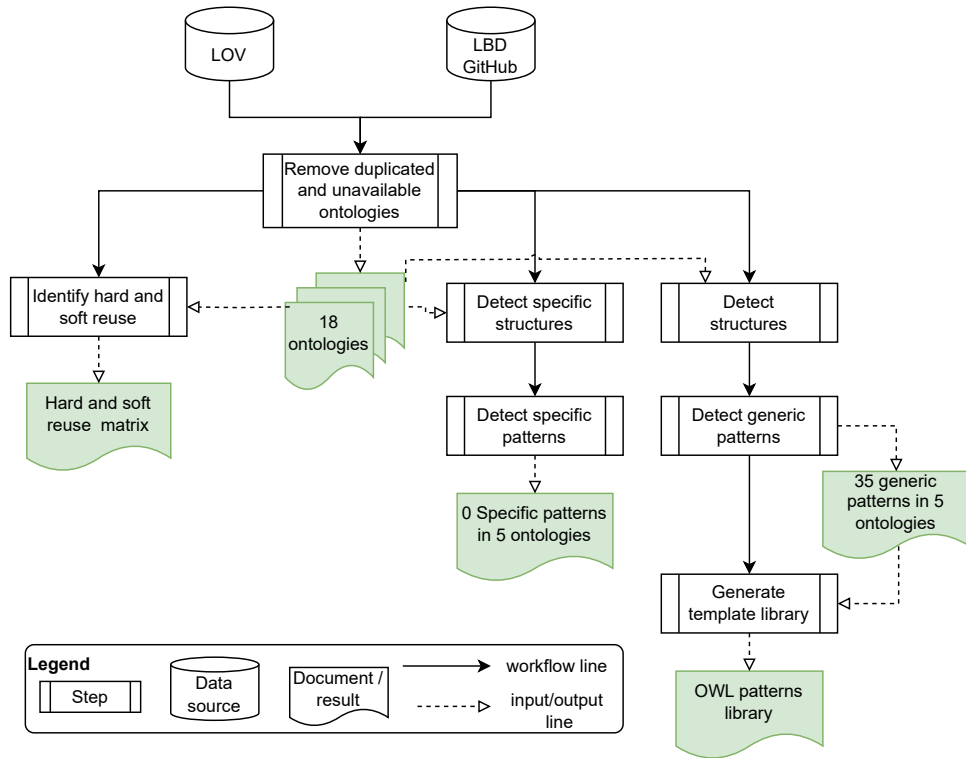 LOV
LBD
GitHub
Remove duplicated
and unavailable
ontologies
Identify hard and
soft reuse
18
ontologies
Detect specific
structures
Detect
structures
Hard and soft
reuse matrix
Detect specific
patterns
Detect generic
patterns
0 Specific patterns
in 5 ontologies
35 generic
patterns in 5
ontologies
Generate
template library
OWL patterns
library
Legend
Step
Data
source
Document /
result
workflow line
input/output
line